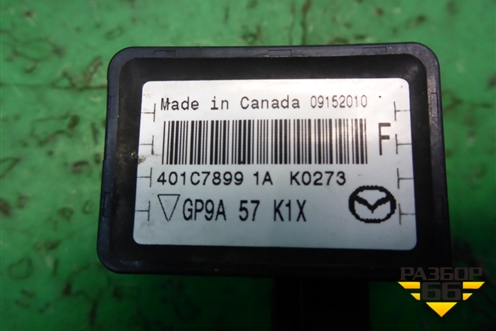 Made in Canada 09152010
F
401C7899 1A K0273
▽GP9A 57 K1X
РАЗБОР
66